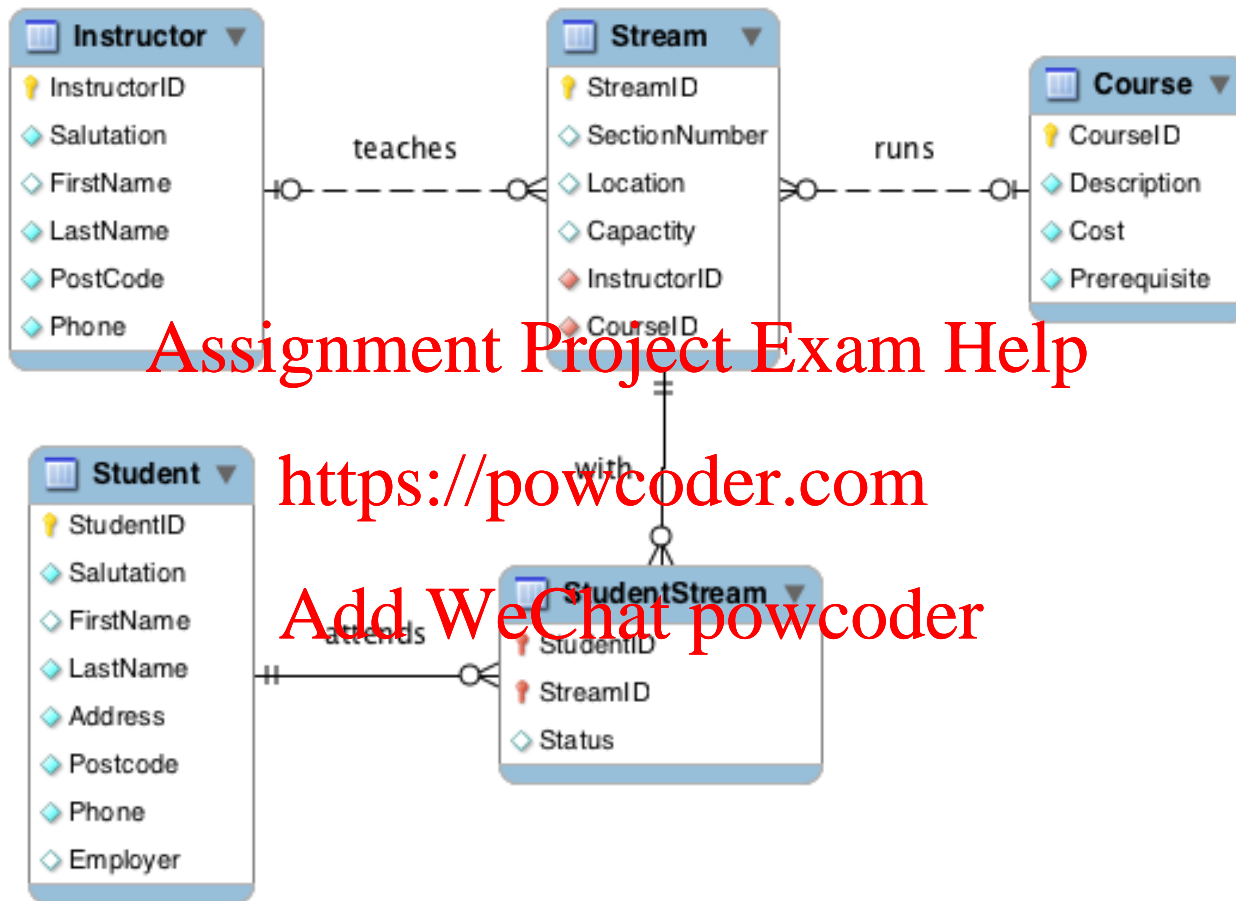 Instructor
InstructorID
Salutation
FirstName
LastName
PostCode
Phone
teaches
Stream
StreamID
SectionNumber
Location
Capactity
InstructorID
CourseID
runs
Course
CourseID
Description
Cost
Prerequisite
Assignment Project Exam Help
with
https://powcoder.com
Student
StudentID
Salutation
FirstName
LastName
Address
Postcode
Phone
Employer
attends
Add WeChat powcoder
StudentStream
StudentID
StreamID
Status